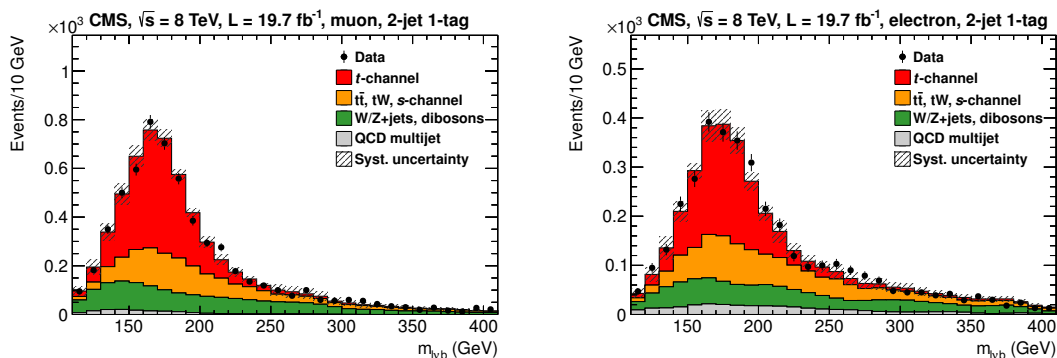 ×10³ CMS, √s = 8 TeV, L = 19.7 fb⁻¹, muon, 2-jet 1-tag
Events/10 GeV
1
0.8
0.6
0.4
0.2
0
Data
t-channel
tt̄, tW, s-channel
W/Z+jets, dibosons
QCD multijet
Syst. uncertainty
150 200 250 300 350 400
m_lνb (GeV)
×10³ CMS, √s = 8 TeV, L = 19.7 fb⁻¹, electron, 2-jet 1-tag
Events/10 GeV
0.5
0.4
0.3
0.2
0.1
0
Data
t-channel
tt̄, tW, s-channel
W/Z+jets, dibosons
QCD multijet
Syst. uncertainty
150 200 250 300 350 400
m_lνb (GeV)